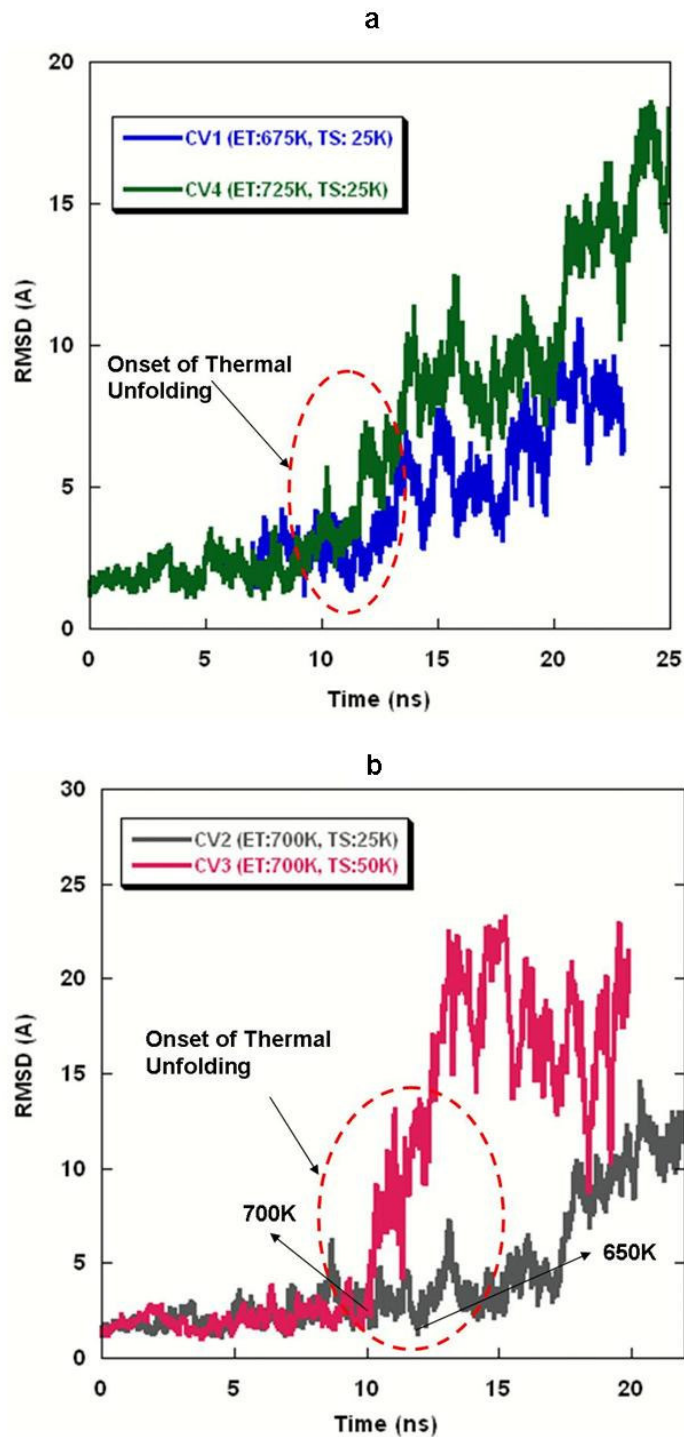 a
20
CV1 (ET:675K, TS: 25K)
CV4 (ET:725K, TS:25K)
15
RMSD (A)
10
Onset of Thermal
Unfolding
5
0
0 5 10 15 20 25
Time (ns)
b
30
CV2 (ET:700K, TS:25K)
CV3 (ET:700K, TS:50K)
25
20
RMSD (A)
Onset of Thermal
Unfolding
15
10
700K
650K
5
0
0 5 10 15 20
Time (ns)